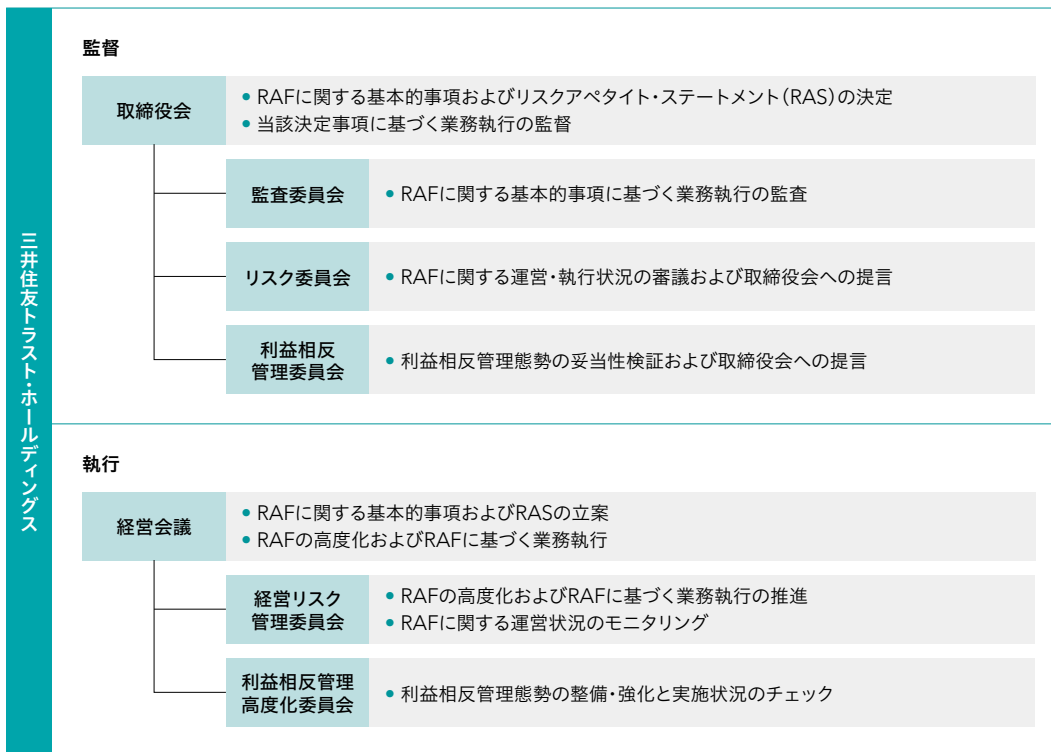 三井住友トラスト・ホールディングス
監督
取締役会
• RAFに関する基本的事項およびリスクアペタイト・ステートメント（RAS）の決定
• 当該決定事項に基づく業務執行の監督
監査委員会
• RAFに関する基本的事項に基づく業務執行の監査
リスク委員会
• RAFに関する運営・執行状況の審議および取締役会への提言
利益相反
管理委員会
• 利益相反管理態勢の妥当性検証および取締役会への提言
執行
経営会議
• RAFに関する基本的事項およびRASの立案
• RAFの高度化およびRAFに基づく業務執行
経営リスク
管理委員会
• RAFの高度化およびRAFに基づく業務執行の推進
• RAFに関する運営状況のモニタリング
利益相反管理
高度化委員会
• 利益相反管理態勢の整備・強化と実施状況のチェック